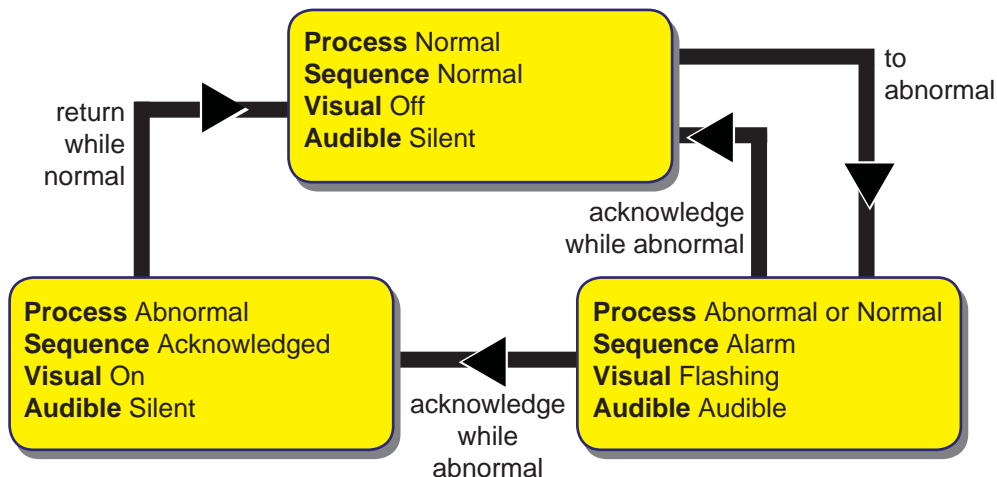 Process Normal
Sequence Normal
Visual Off
Audible Silent
to
abnormal
return
while
normal
acknowledge
while abnormal
Process Abnormal
Sequence Acknowledged
Visual On
Audible Silent
acknowledge
while
abnormal
Process Abnormal or Normal
Sequence Alarm
Visual Flashing
Audible Audible